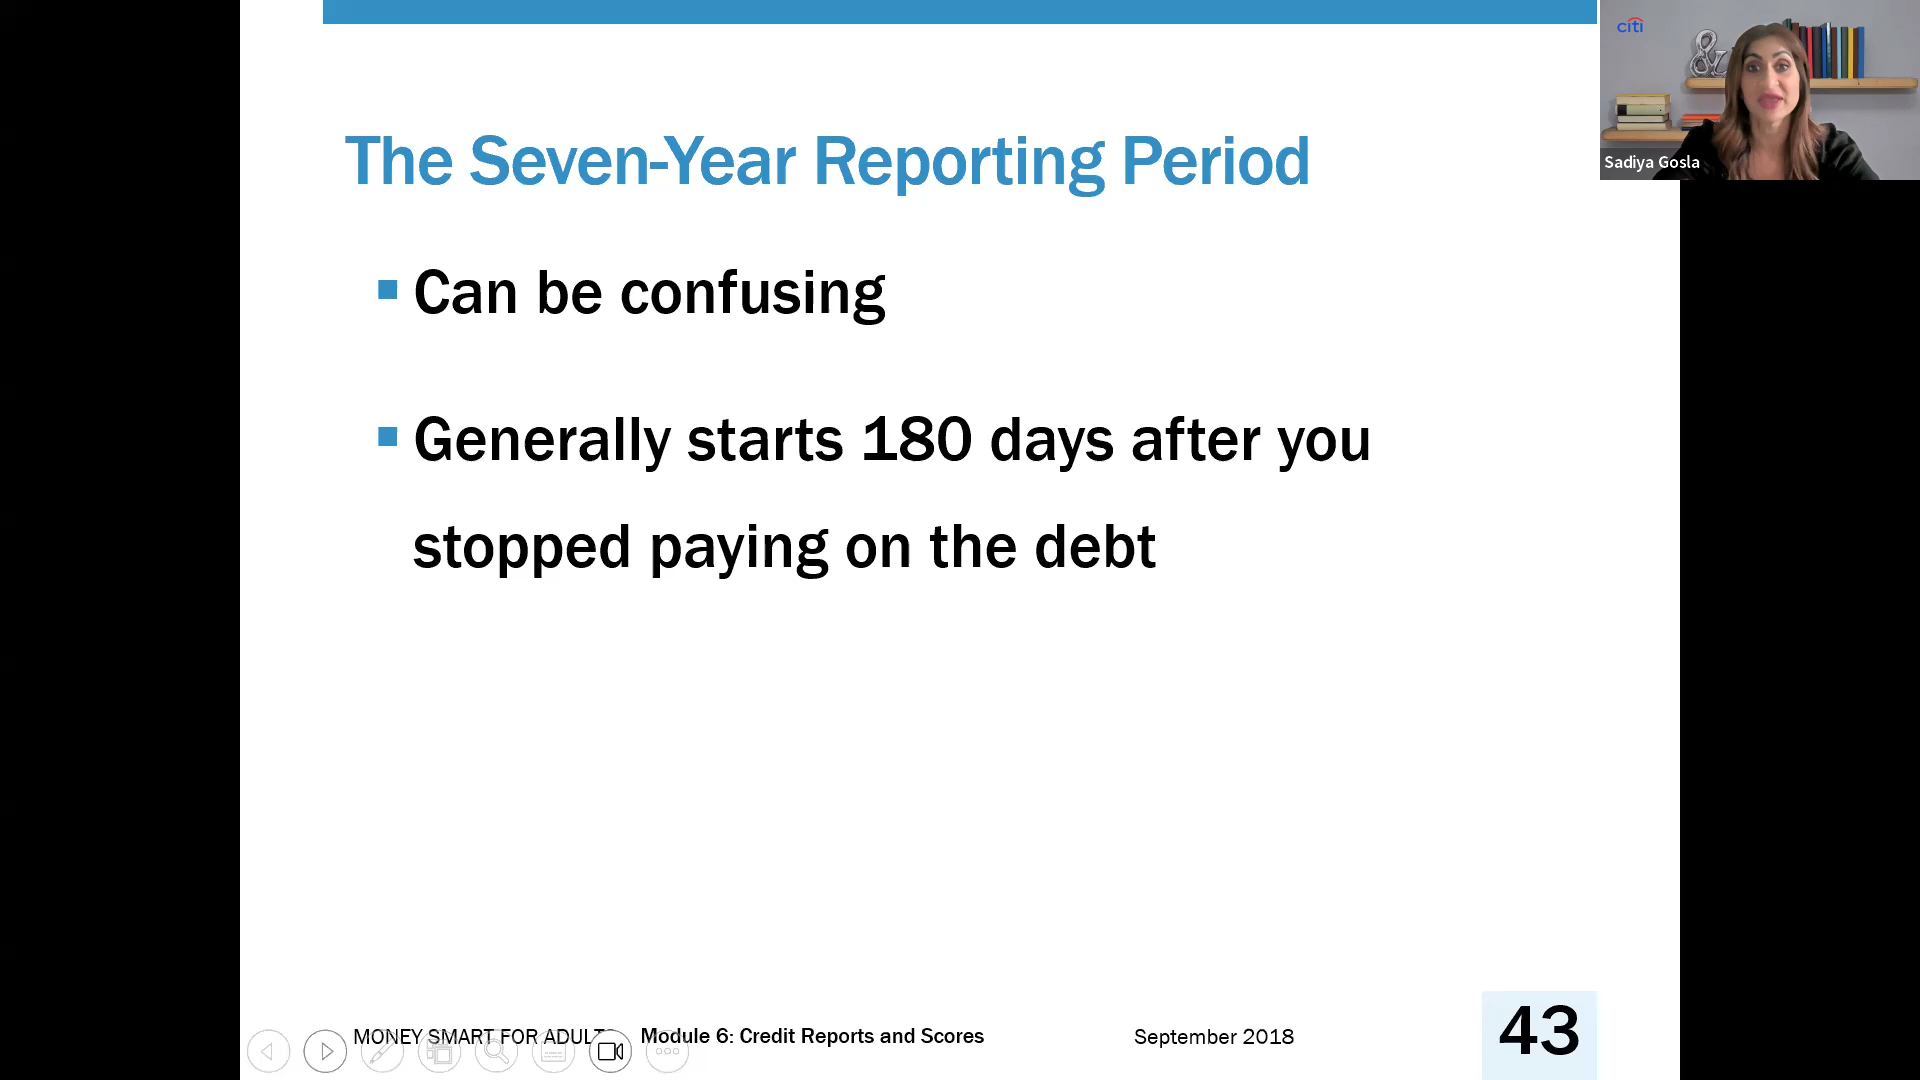 citi
&
Sadiya Gosla
The Seven-Year Reporting Period
Can be confusing
Generally starts 180 days after you
stopped paying on the debt
MONEY SMART FOR ADULTS Module 6: Credit Reports and Scores September 2018 43